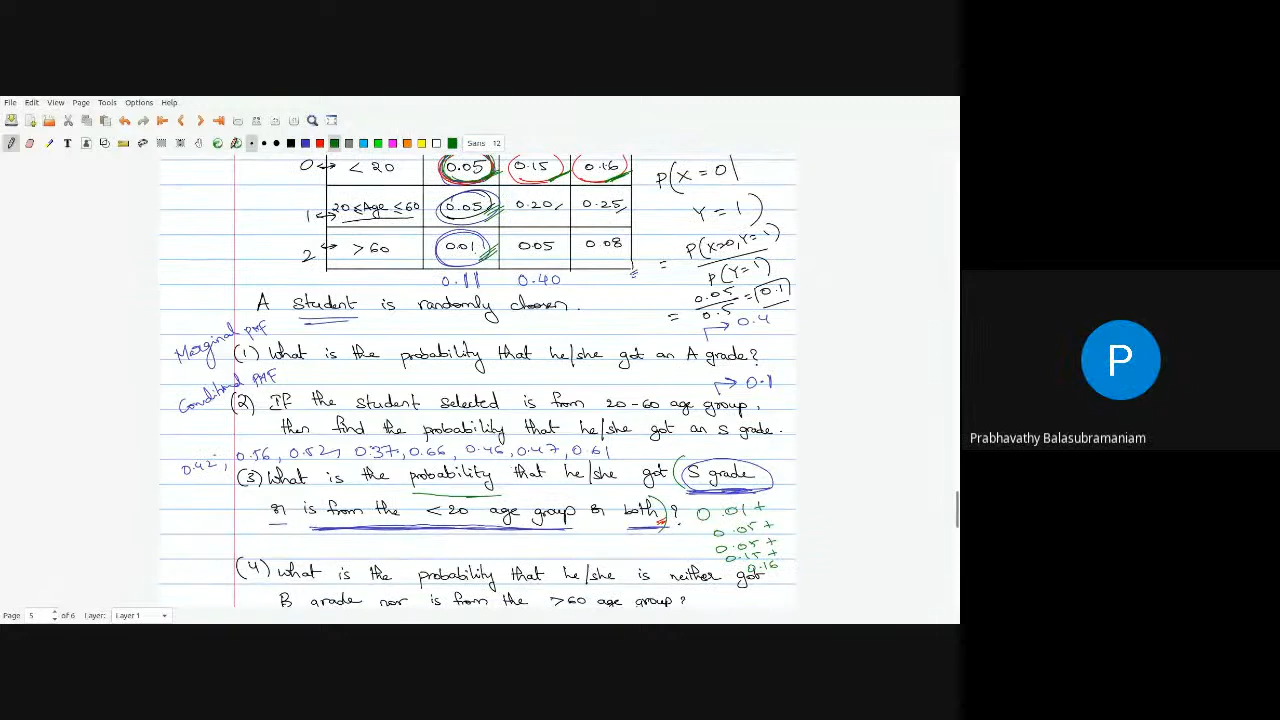 File Edit View Page Tools Options Help
Sans 12
0 < 20 0.05 0.15 0.16
1 20 ≤ Age ≤ 60 0.05 0.20 0.25
2 > 60 0.01 0.05 0.08
0.11 0.40
P(X = 0 |
Y = 1)
= P(X=0, Y=1)
P(Y=1)
= 0.05 = 0.1
0.5
A student is randomly chosen.
Marginal PMF
→ 0.4
(1) What is the probability that he/she got an A grade?
Conditional PMF
→ 0.1
(2) If the student selected is from 20-60 age group,
then find the probability that he/she got an S grade.
0.42, 0.56, 0.52, 0.37, 0.66, 0.46, 0.47, 0.61
(3) What is the probability that he/she got (S grade
or is from the < 20 age group or both)?
0.01 +
0.05 +
0.05 +
0.15 +
0.16
(4) What is the probability that he/she is neither got
B grade nor is from the >60 age group?
Page 5 of 6 Layer: Layer 1
P
Prabhavathy Balasubramaniam